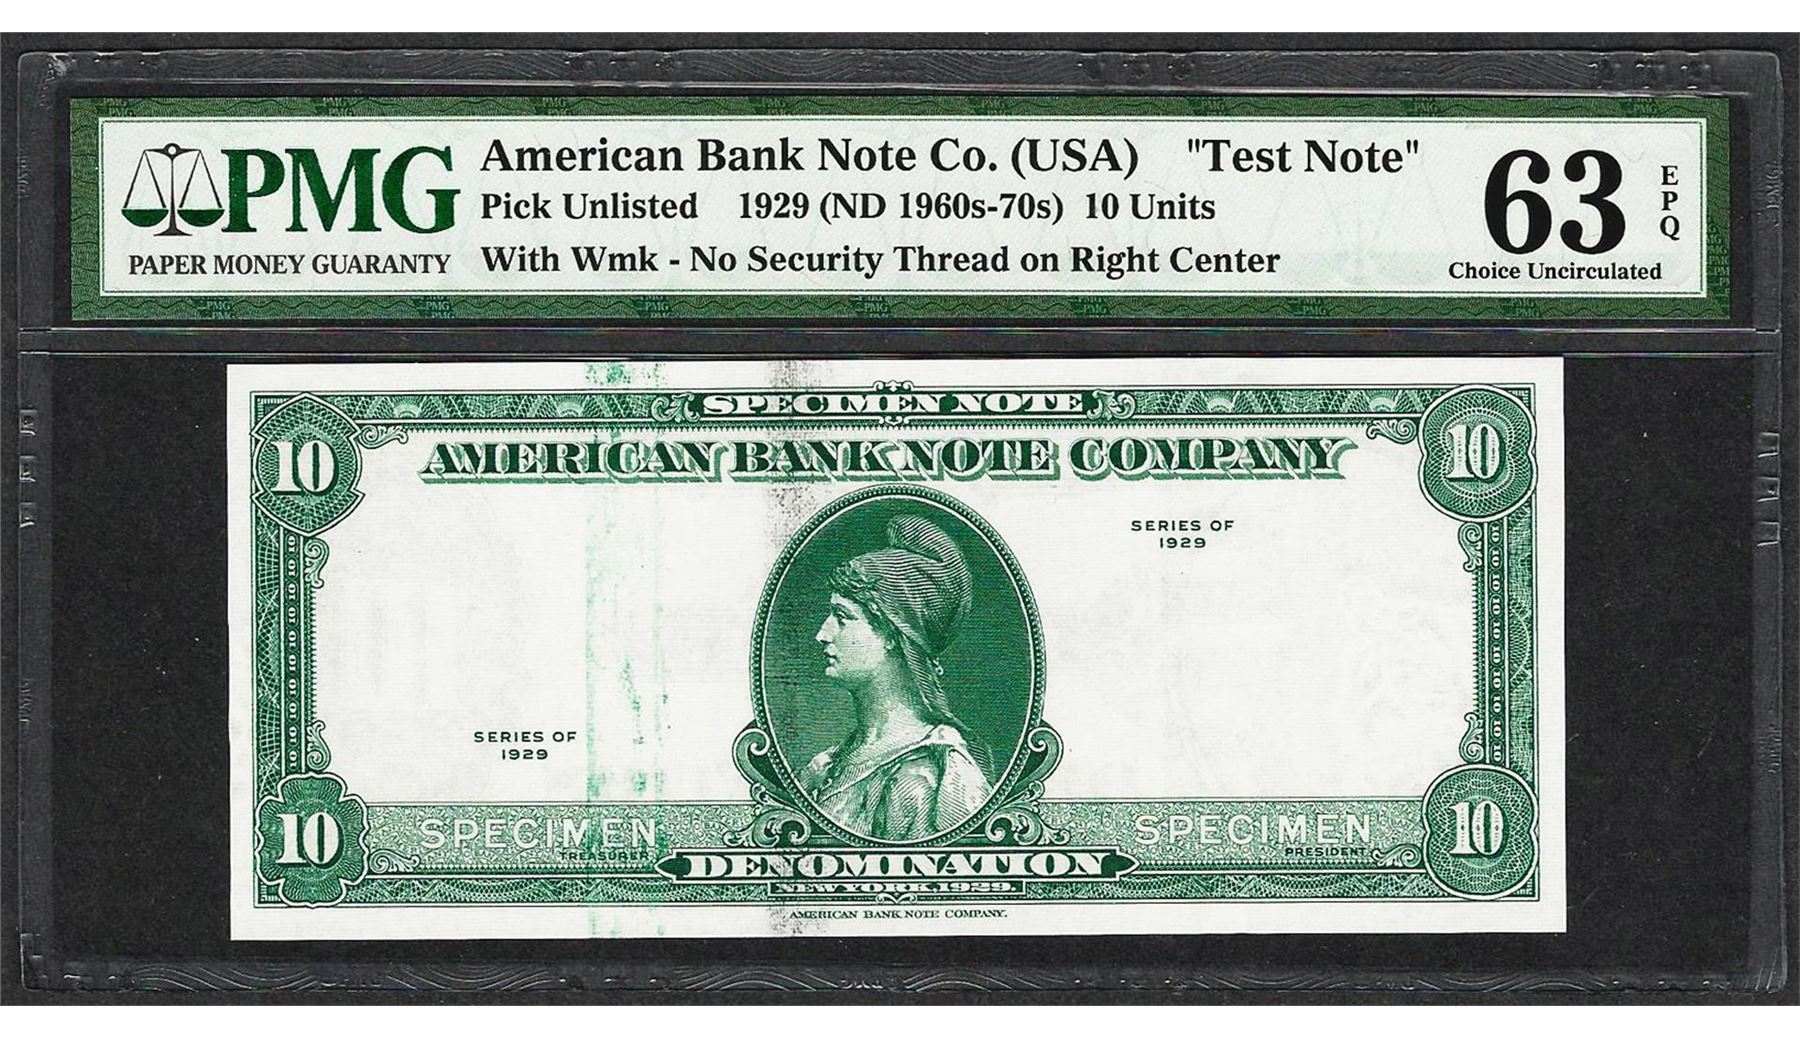 PMG
PAPER MONEY GUARANTY
American Bank Note Co. (USA) "Test Note"
Pick Unlisted 1929 (ND 1960s-70s) 10 Units
With Wmk - No Security Thread on Right Center
63
EPQ
Choice Uncirculated
SPECIMEN NOTE
10
10
AMERICAN BANK NOTE COMPANY
SERIES OF
1929
SERIES OF
1929
SPECIMEN
SPECIMEN
TREASURER
PRESIDENT
10
10
DENOMINATION
NEW YORK, 1929.
AMERICAN BANK NOTE COMPANY.